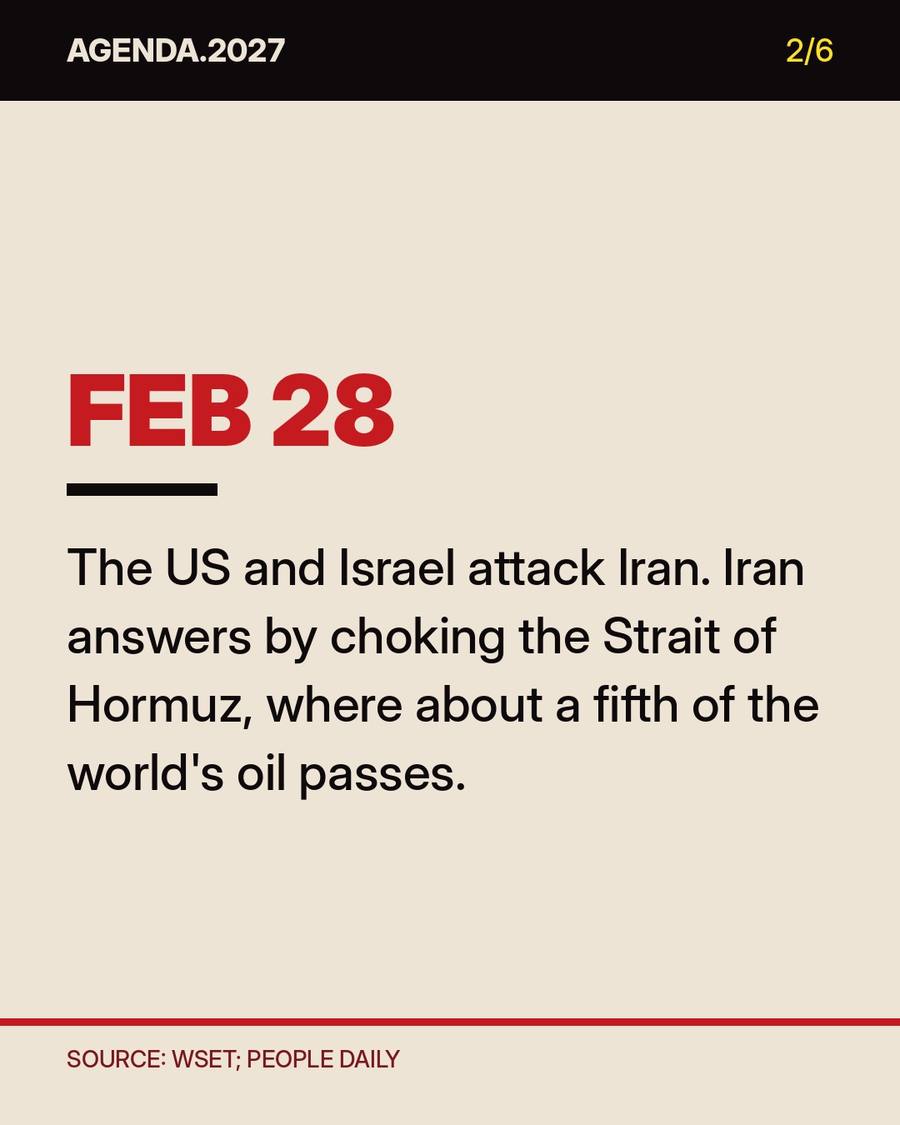 AGENDA.2027
2/6
FEB 28
The US and Israel attack Iran. Iran
answers by choking the Strait of
Hormuz, where about a fifth of the
world's oil passes.
SOURCE: WSET; PEOPLE DAILY